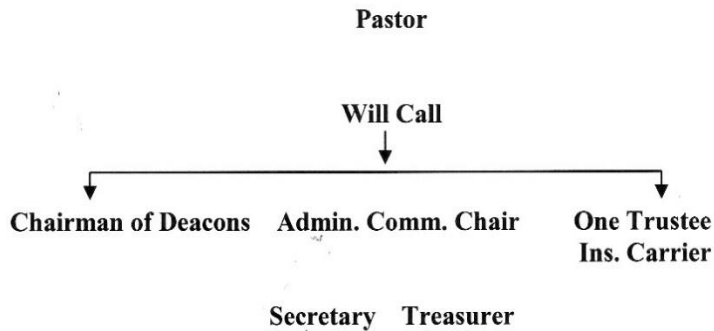 Pastor
Will Call
Chairman of Deacons Admin. Comm. Chair One Trustee
Ins. Carrier
Secretary Treasurer